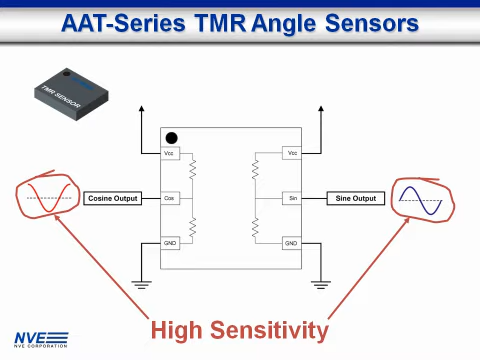 AAT-Series TMR Angle Sensors
TMR SENSOR
Vcc
Vcc
Cosine Output
Cos
Sin
Sine Output
GND
GND
High Sensitivity
NVE
NVE CORPORATION